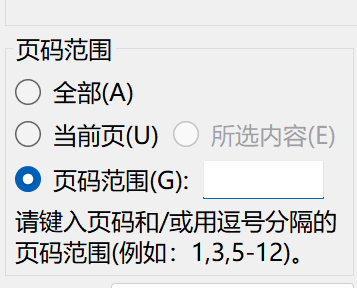 页码范围
全部(A)
当前页(U) 所选内容(E)
页码范围(G):
请键入页码和/或用逗号分隔的
页码范围(例如：1,3,5-12)。